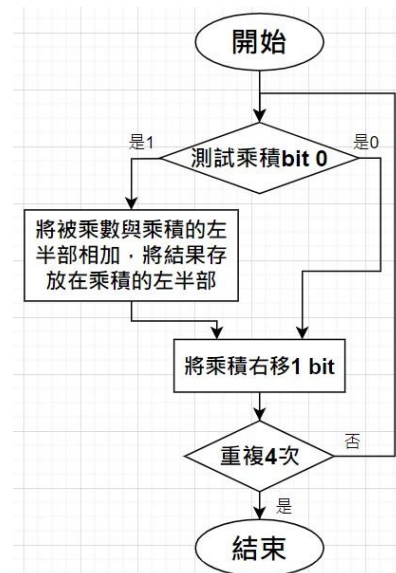 開始
測試乘積bit 0
是1
是0
將被乘數與乘積的左
半部相加，將結果存
放在乘積的左半部
將乘積右移1 bit
重複4次
否
是
結束